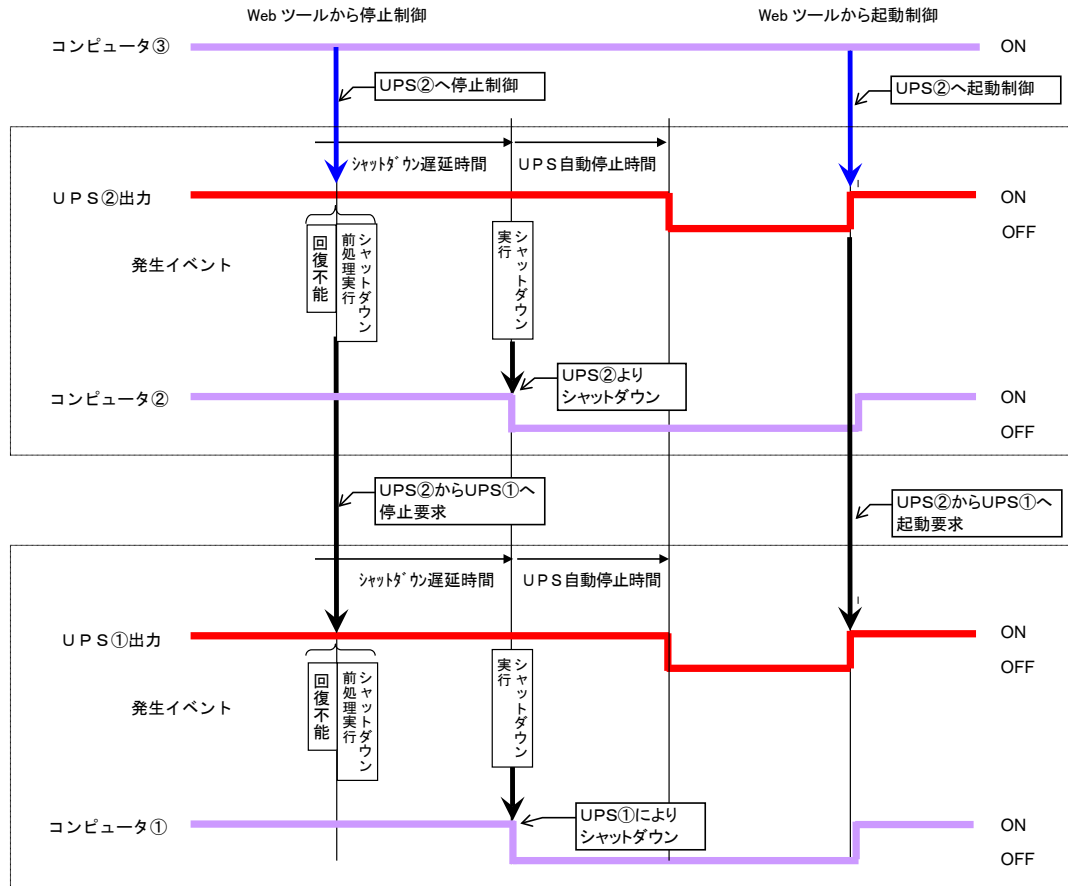 Web ツールから停止制御
Web ツールから起動制御
コンピュータ③
ON
UPS②へ停止制御
UPS②へ起動制御
ｼｬｯﾄﾀﾞｳﾝ遅延時間
UPS自動停止時間
ＵＰＳ②出力
ON
OFF
発生イベント
回復不能
シャットダウン
前処理実行
シャットダウン
実行
UPS②より
シャットダウン
コンピュータ②
ON
OFF
UPS②からUPS①へ
停止要求
UPS②からUPS①へ
起動要求
ｼｬｯﾄﾀﾞｳﾝ遅延時間
UPS自動停止時間
ＵＰＳ①出力
ON
OFF
発生イベント
回復不能
シャットダウン
前処理実行
シャットダウン
実行
UPS①により
シャットダウン
コンピュータ①
ON
OFF